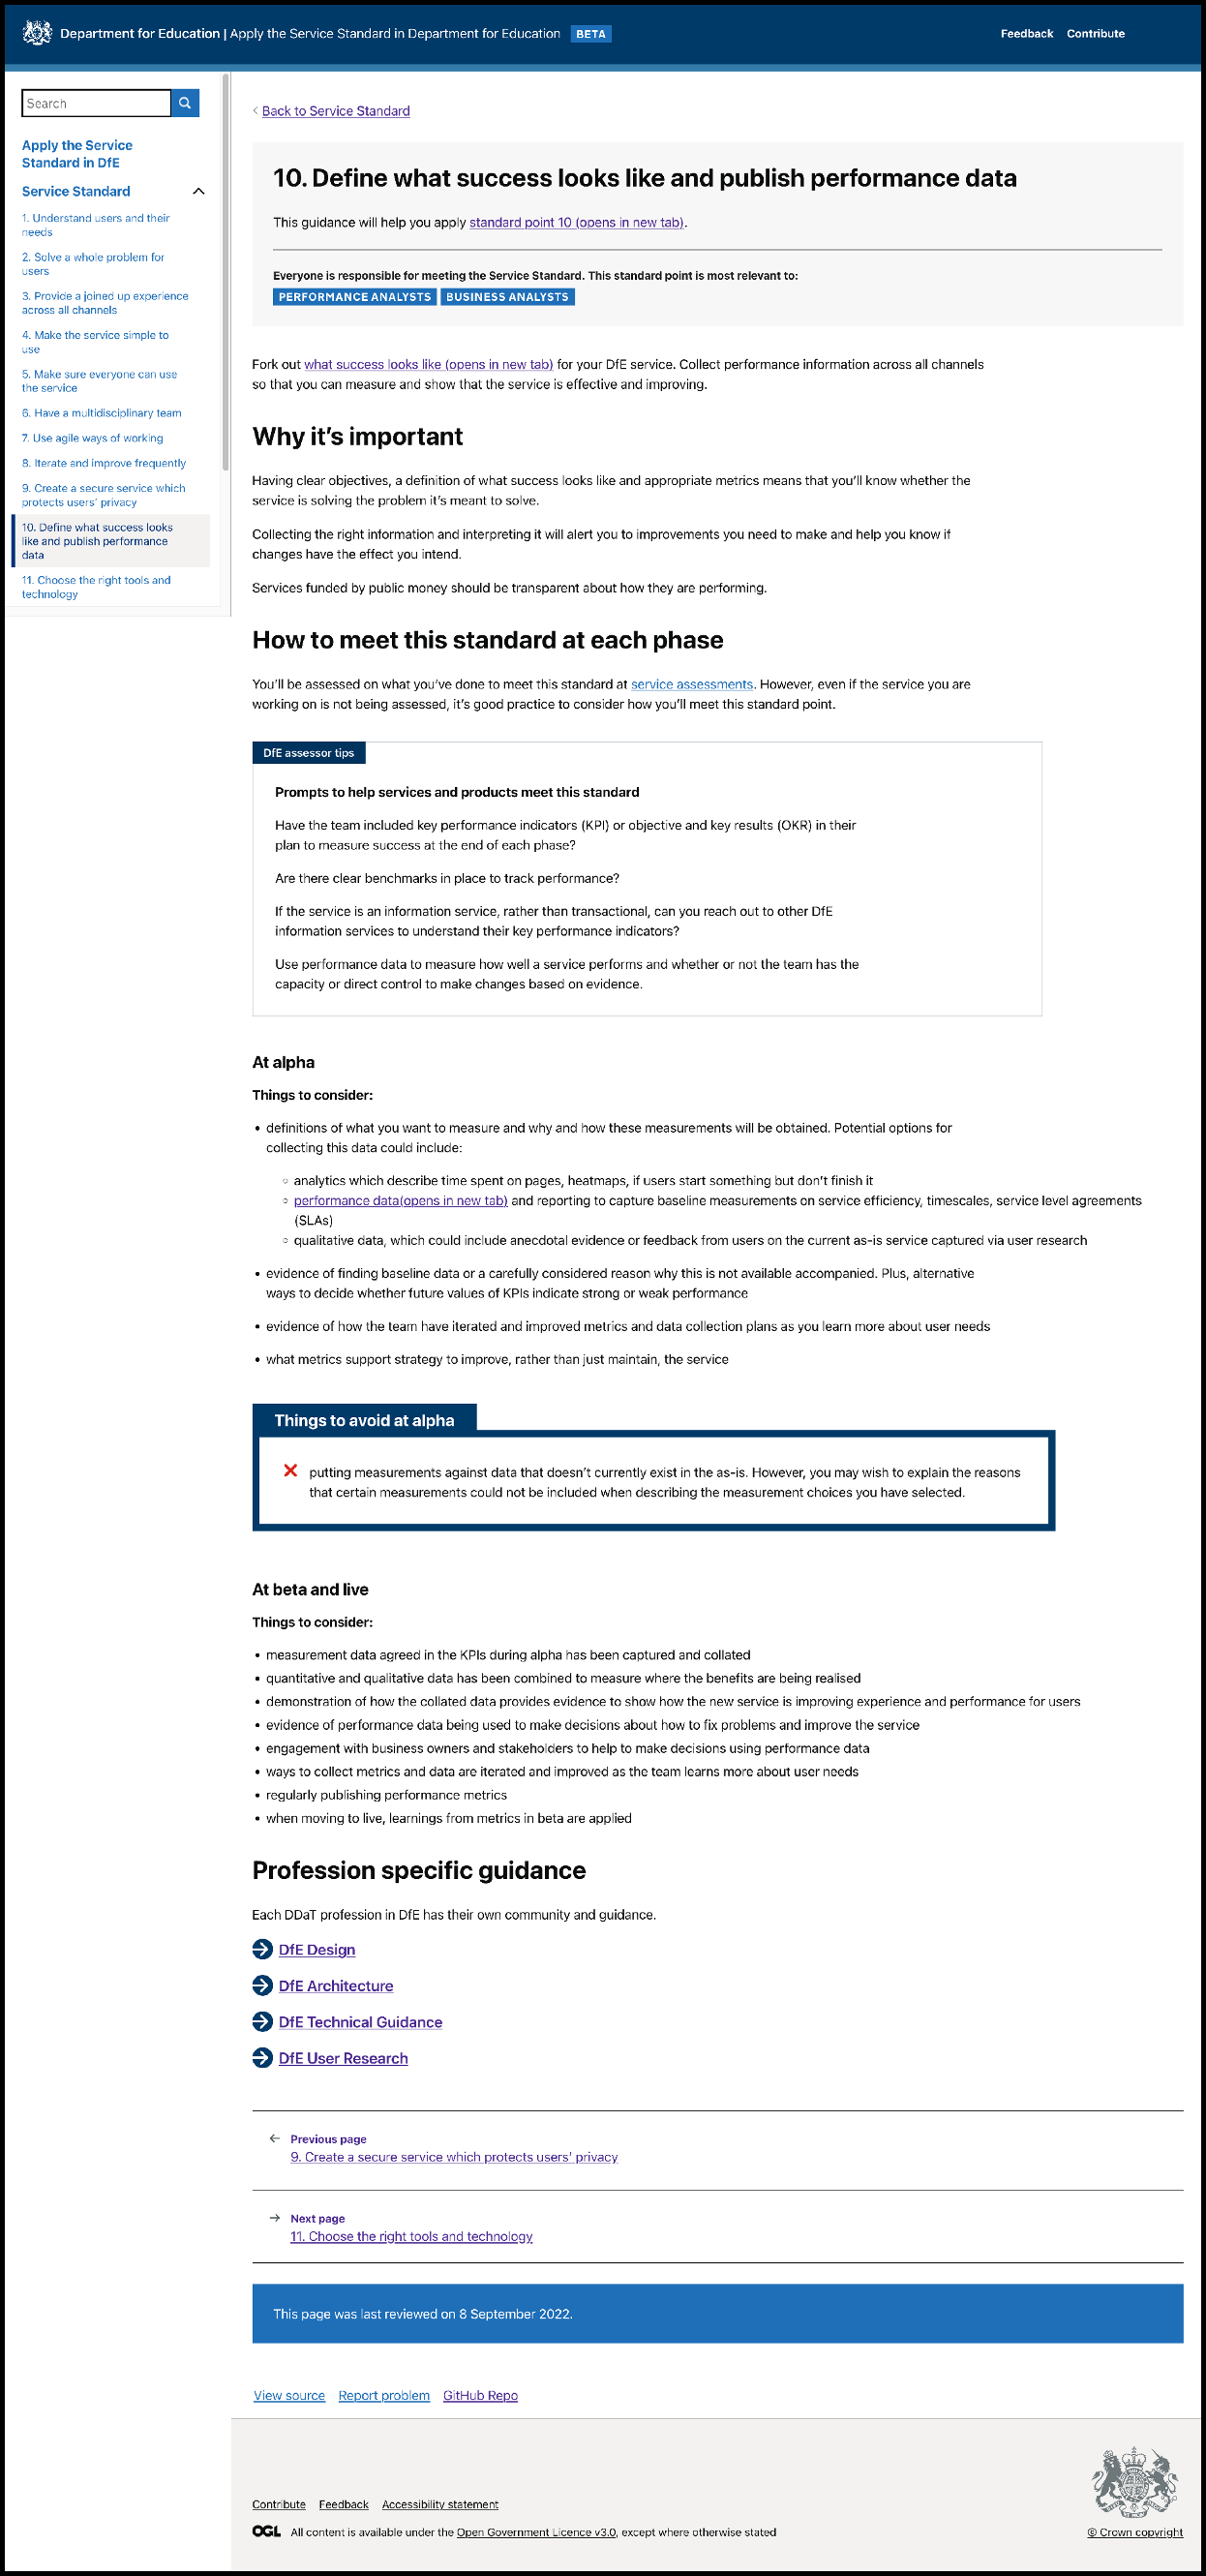 Department for Education | Apply the Service Standard in Department for Education BETA
Feedback Contribute
Search
Apply the Service
Standard in DfE
Service Standard
1. Understand users and their
needs
2. Solve a whole problem for
users
3. Provide a joined up experience
across all channels
4. Make the service simple to
use
5. Make sure everyone can use
the service
6. Have a multidisciplinary team
7. Use agile ways of working
8. Iterate and improve frequently
9. Create a secure service which
protects users' privacy
10. Define what success looks
like and publish performance
data
11. Choose the right tools and
technology
Back to Service Standard
10. Define what success looks like and publish performance data
This guidance will help you apply standard point 10 (opens in new tab).
Everyone is responsible for meeting the Service Standard. This standard point is most relevant to:
PERFORMANCE ANALYSTS BUSINESS ANALYSTS
Fork out what success looks like (opens in new tab) for your DfE service. Collect performance information across all channels
so that you can measure and show that the service is effective and improving.
Why it's important
Having clear objectives, a definition of what success looks like and appropriate metrics means that you'll know whether the
service is solving the problem it's meant to solve.
Collecting the right information and interpreting it will alert you to improvements you need to make and help you know if
changes have the effect you intend.
Services funded by public money should be transparent about how they are performing.
How to meet this standard at each phase
You'll be assessed on what you've done to meet this standard at service assessments. However, even if the service you are
working on is not being assessed, it's good practice to consider how you'll meet this standard point.
DfE assessor tips
Prompts to help services and products meet this standard
Have the team included key performance indicators (KPI) or objective and key results (OKR) in their
plan to measure success at the end of each phase?
Are there clear benchmarks in place to track performance?
If the service is an information service, rather than transactional, can you reach out to other DfE
information services to understand their key performance indicators?
Use performance data to measure how well a service performs and whether or not the team has the
capacity or direct control to make changes based on evidence.
At alpha
Things to consider:
• definitions of what you want to measure and why and how these measurements will be obtained. Potential options for
collecting this data could include:
◦ analytics which describe time spent on pages, heatmaps, if users start something but don't finish it
◦ performance data(opens in new tab) and reporting to capture baseline measurements on service efficiency, timescales, service level agreements
(SLAs)
◦ qualitative data, which could include anecdotal evidence or feedback from users on the current as-is service captured via user research
• evidence of finding baseline data or a carefully considered reason why this is not available accompanied. Plus, alternative
ways to decide whether future values of KPIs indicate strong or weak performance
• evidence of how the team have iterated and improved metrics and data collection plans as you learn more about user needs
• what metrics support strategy to improve, rather than just maintain, the service
Things to avoid at alpha
putting measurements against data that doesn't currently exist in the as-is. However, you may wish to explain the reasons
that certain measurements could not be included when describing the measurement choices you have selected.
At beta and live
Things to consider:
• measurement data agreed in the KPIs during alpha has been captured and collated
• quantitative and qualitative data has been combined to measure where the benefits are being realised
• demonstration of how the collated data provides evidence to show how the new service is improving experience and performance for users
• evidence of performance data being used to make decisions about how to fix problems and improve the service
• engagement with business owners and stakeholders to help to make decisions using performance data
• ways to collect metrics and data are iterated and improved as the team learns more about user needs
• regularly publishing performance metrics
• when moving to live, learnings from metrics in beta are applied
Profession specific guidance
Each DDaT profession in DfE has their own community and guidance.
DfE Design
DfE Architecture
DfE Technical Guidance
DfE User Research
Previous page
9. Create a secure service which protects users' privacy
Next page
11. Choose the right tools and technology
This page was last reviewed on 8 September 2022.
View source Report problem GitHub Repo
Contribute Feedback Accessibility statement
OGL All content is available under the Open Government Licence v3.0, except where otherwise stated
© Crown copyright